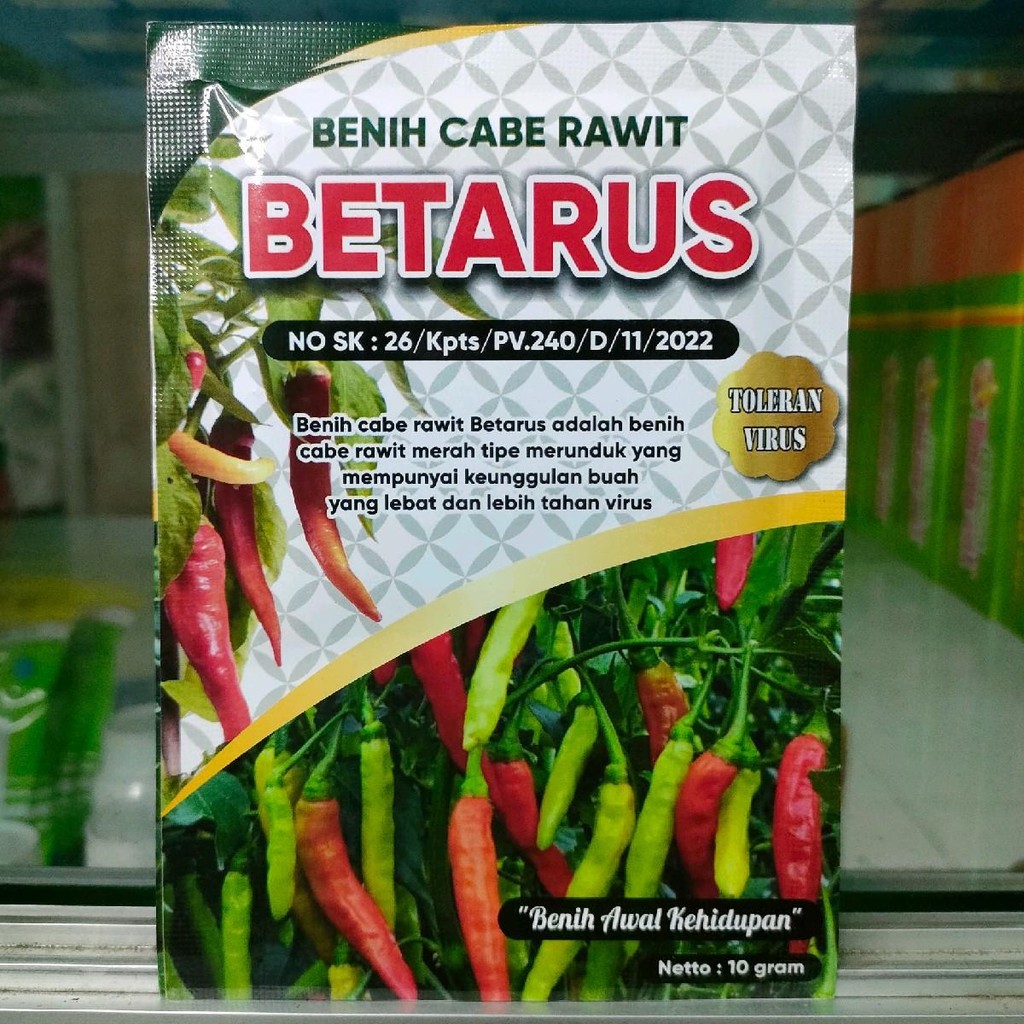 BENIH CABE RAWIT
BETARUS
NO SK : 26/Kpts/PV.240/D/11/2022
TOLERAN
VIRUS
Benih cabe rawit Betarus adalah benih
cabe rawit merah tipe merunduk yang
mempunyai keunggulan buah
yang lebat dan lebih tahan virus
"Benih Awal Kehidupan"
Netto : 10 gram